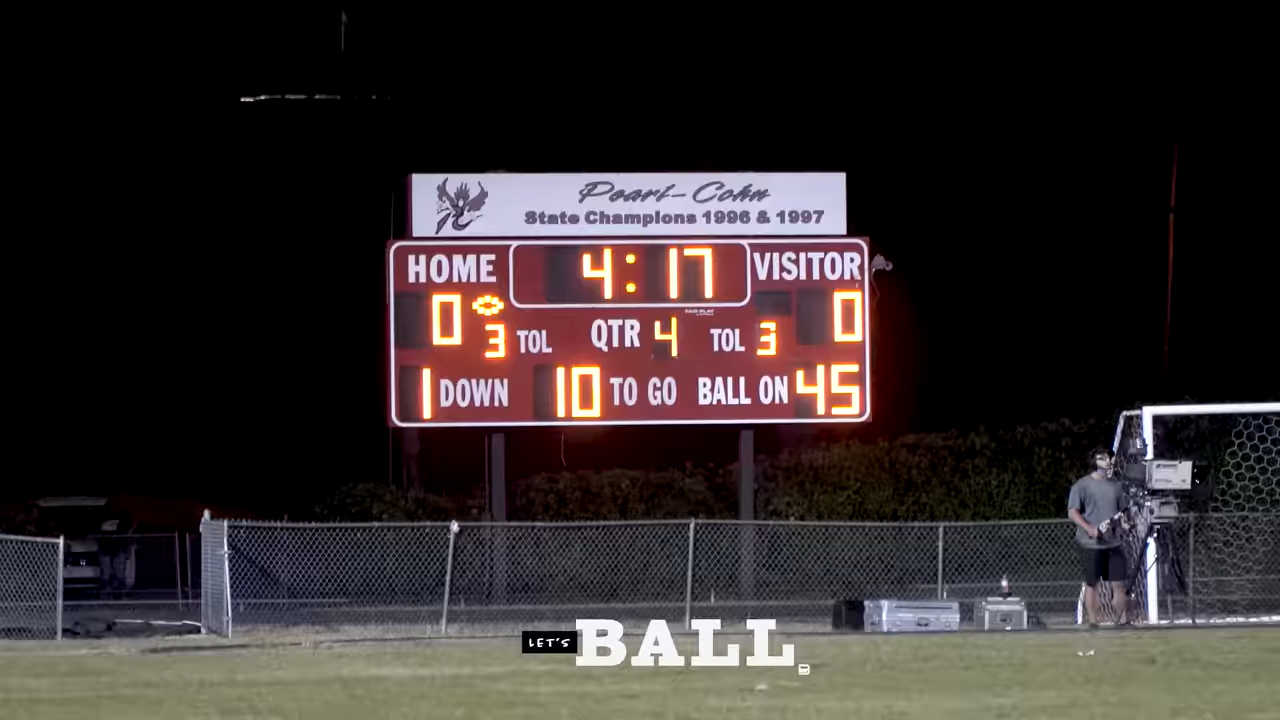 Pearl-Cohn
State Champions 1996 & 1997
HOME 4:17 VISITOR
0 0
3 TOL QTR 4 TOL 3
1 DOWN 10 TO GO BALL ON 45
LET'S BALL